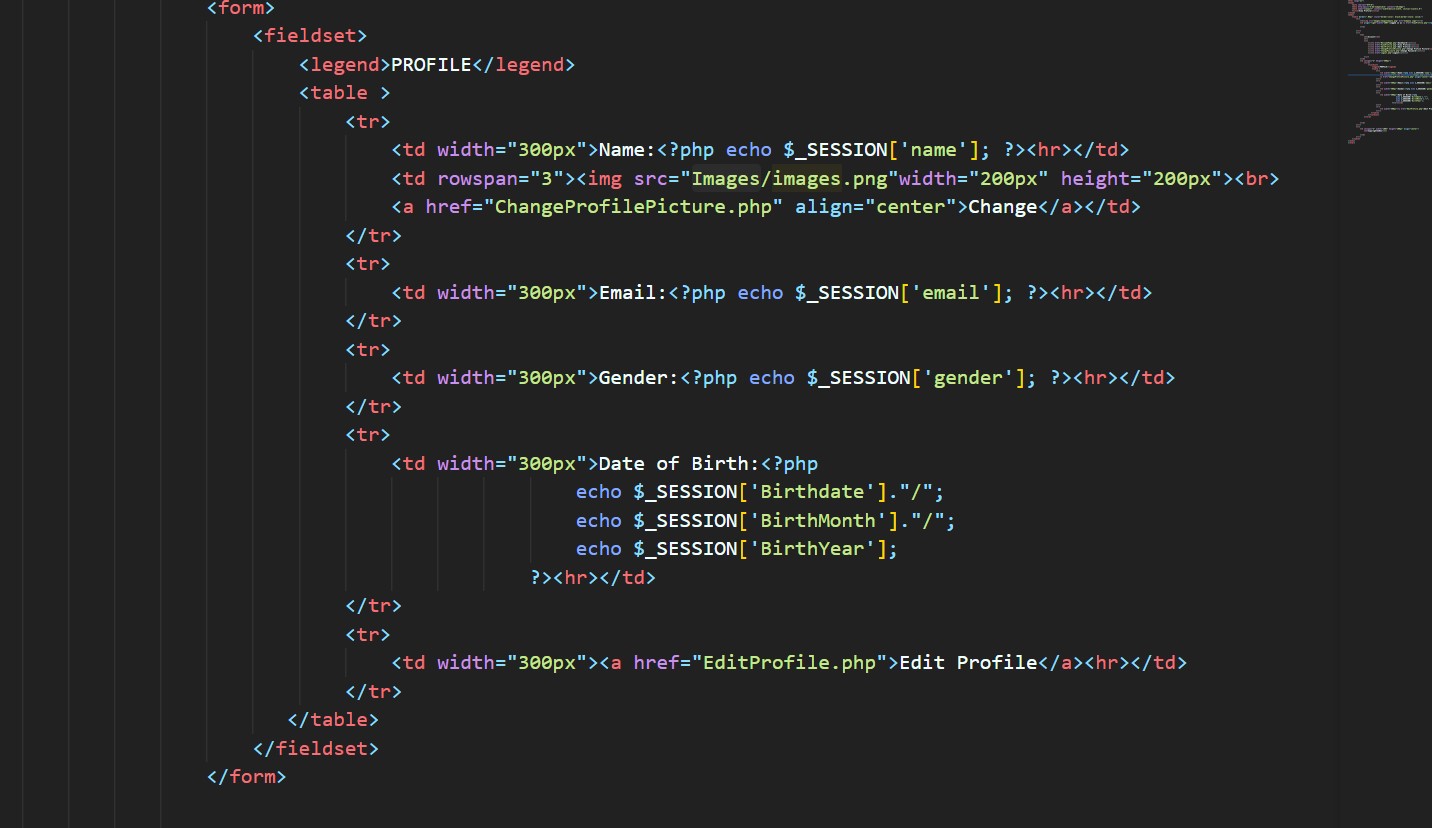 <form>
<fieldset>
<legend>PROFILE</legend>
<table >
<tr>
<td width="300px">Name:<?php echo $_SESSION['name']; ?><hr></td>
<td rowspan="3"><img src="Images/images.png"width="200px" height="200px"><br>
<a href="ChangeProfilePicture.php" align="center">Change</a></td>
</tr>
<tr>
<td width="300px">Email:<?php echo $_SESSION['email']; ?><hr></td>
</tr>
<tr>
<td width="300px">Gender:<?php echo $_SESSION['gender']; ?><hr></td>
</tr>
<tr>
<td width="300px">Date of Birth:<?php
echo $_SESSION['Birthdate']."/";
echo $_SESSION['BirthMonth']."/";
echo $_SESSION['BirthYear'];
?><hr></td>
</tr>
<tr>
<td width="300px"><a href="EditProfile.php">Edit Profile</a><hr></td>
</tr>
</table>
</fieldset>
</form>